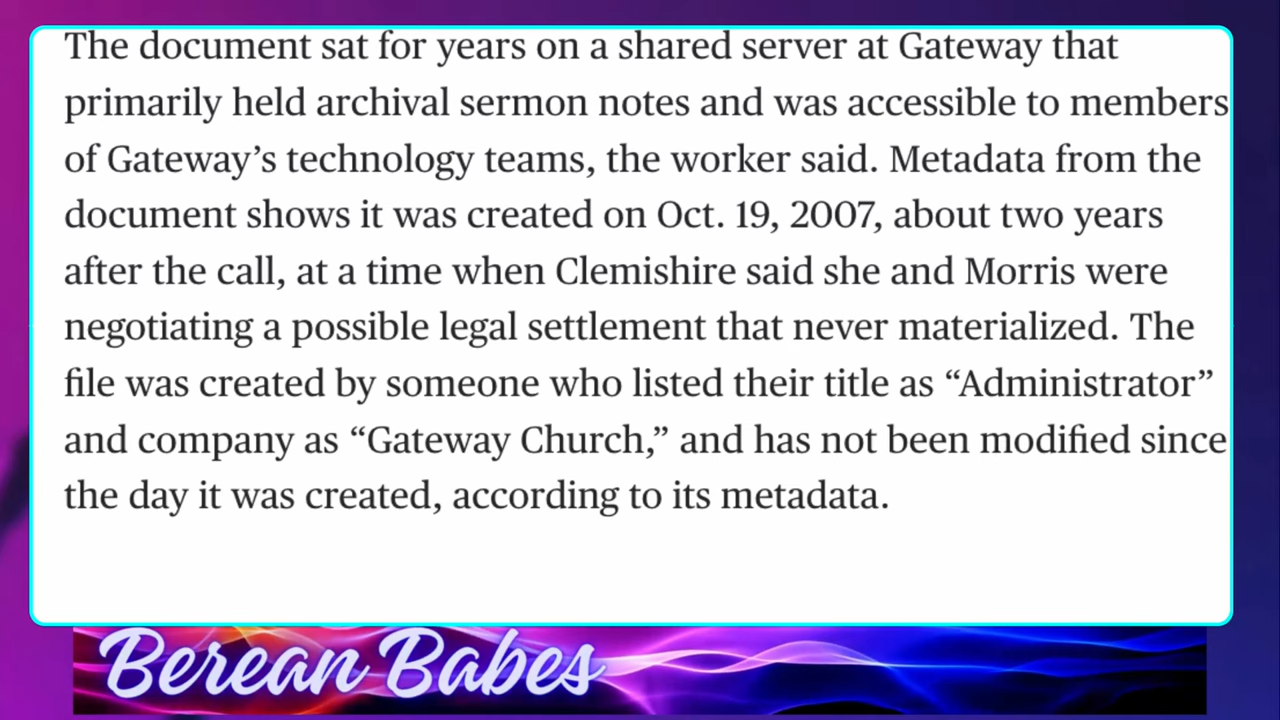 The document sat for years on a shared server at Gateway that
primarily held archival sermon notes and was accessible to members
of Gateway’s technology teams, the worker said. Metadata from the
document shows it was created on Oct. 19, 2007, about two years
after the call, at a time when Clemishire said she and Morris were
negotiating a possible legal settlement that never materialized. The
file was created by someone who listed their title as “Administrator”
and company as “Gateway Church,” and has not been modified since
the day it was created, according to its metadata.
Berean Babes